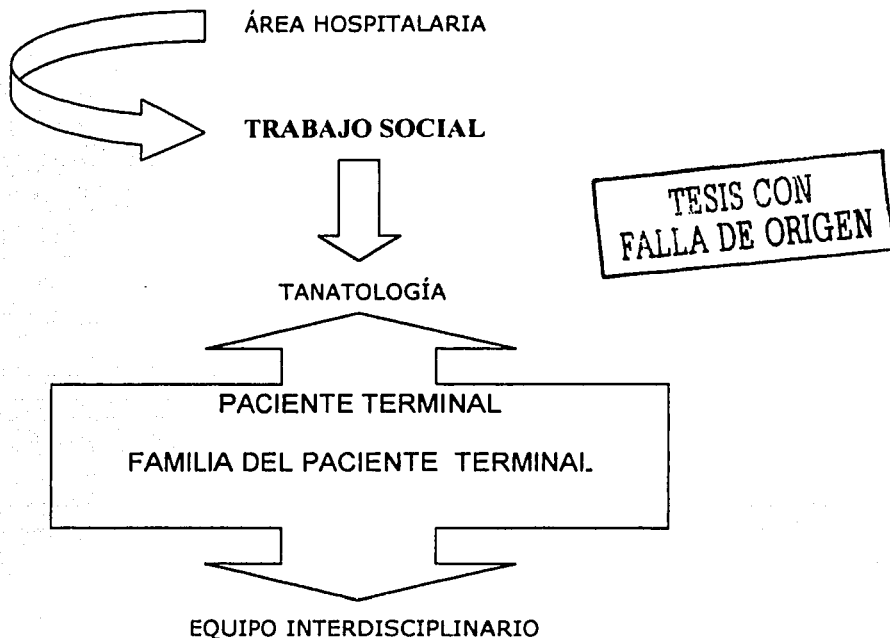 ÁREA HOSPITALARIA
TRABAJO SOCIAL
TESIS CON
FALLA DE ORIGEN
TANATOLOGÍA
PACIENTE TERMINAL
FAMILIA DEL PACIENTE TERMINAL
EQUIPO INTERDISCIPLINARIO